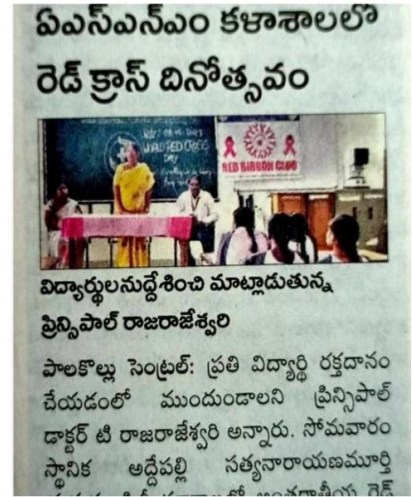 ఏఎస్ఎన్ఎం కళాశాలలో
రెడ్ క్రాస్ దినోత్సవం
WORLD RED CROSS
DAY
RED RIBBON CLUB
విద్యార్థులనుద్దేశించి మాట్లాడుతున్న
ప్రిన్సిపాల్ రాజరాజేశ్వరి
పాలకొల్లు సెంట్రల్: ప్రతి విద్యార్థి రక్తదానం
చేయడంలో ముందుండాలని ప్రిన్సిపాల్
డాక్టర్ టి రాజరాజేశ్వరి అన్నారు. సోమవారం
స్థానిక అద్దేపల్లి సత్యనారాయణమూర్తి
రెడ్